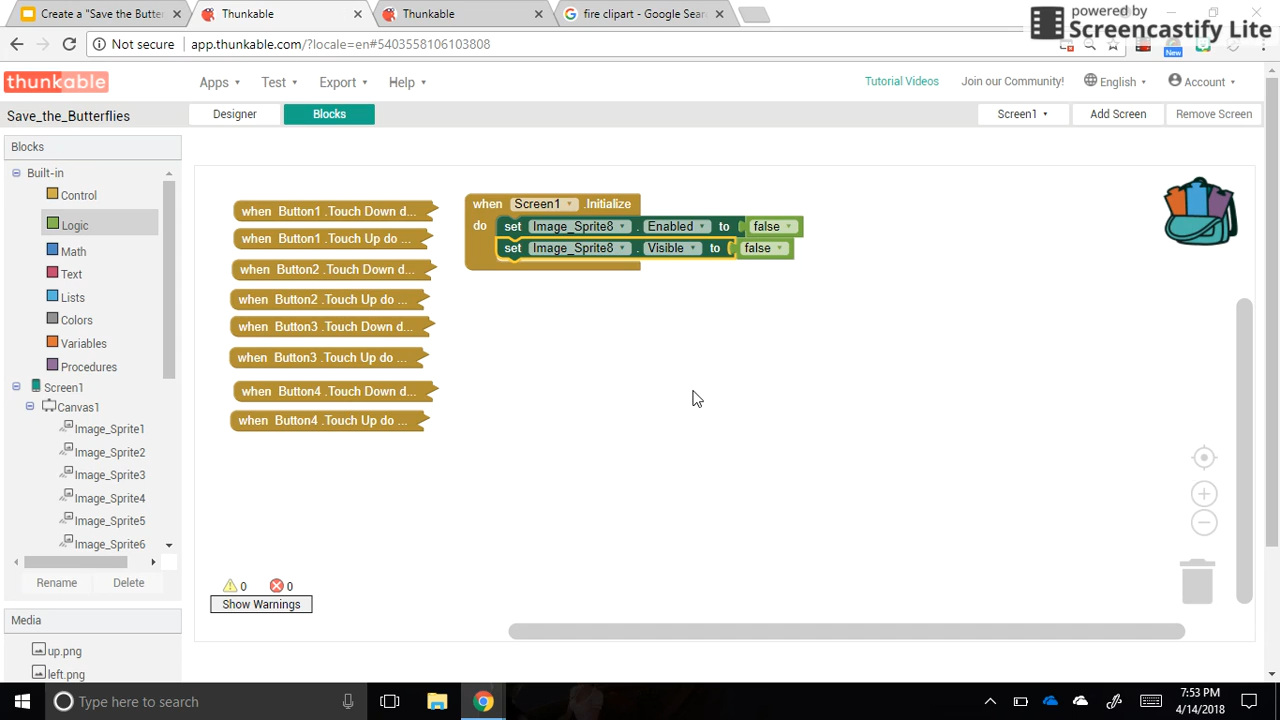 Create a "Save the Butter
Thunkable
Thunkable
fire clipart - Google Sear
powered by
Screencastify Lite
Not secure
app.thunkable.com/?locale=en#5403558106103808
New
thunkable
Apps
Test
Export
Help
Tutorial Videos
Join our Community!
English
Account
Save_the_Butterflies
Designer
Blocks
Screen1
Add Screen
Remove Screen
Blocks
Built-in
Control
Logic
Math
Text
Lists
Colors
Variables
Procedures
Screen1
Canvas1
Image_Sprite1
Image_Sprite2
Image_Sprite3
Image_Sprite4
Image_Sprite5
Image_Sprite6
Rename
Delete
Media
up.png
left.png
when Button1 .Touch Down d...
when Button1 .Touch Up do ...
when Button2 .Touch Down d...
when Button2 .Touch Up do ...
when Button3 .Touch Down d...
when Button3 .Touch Up do ...
when Button4 .Touch Down d...
when Button4 .Touch Up do ...
when Screen1 .Initialize
do set Image_Sprite8 . Enabled to false
set Image_Sprite8 . Visible to false
0
0
Show Warnings
Type here to search
7:53 PM
4/14/2018